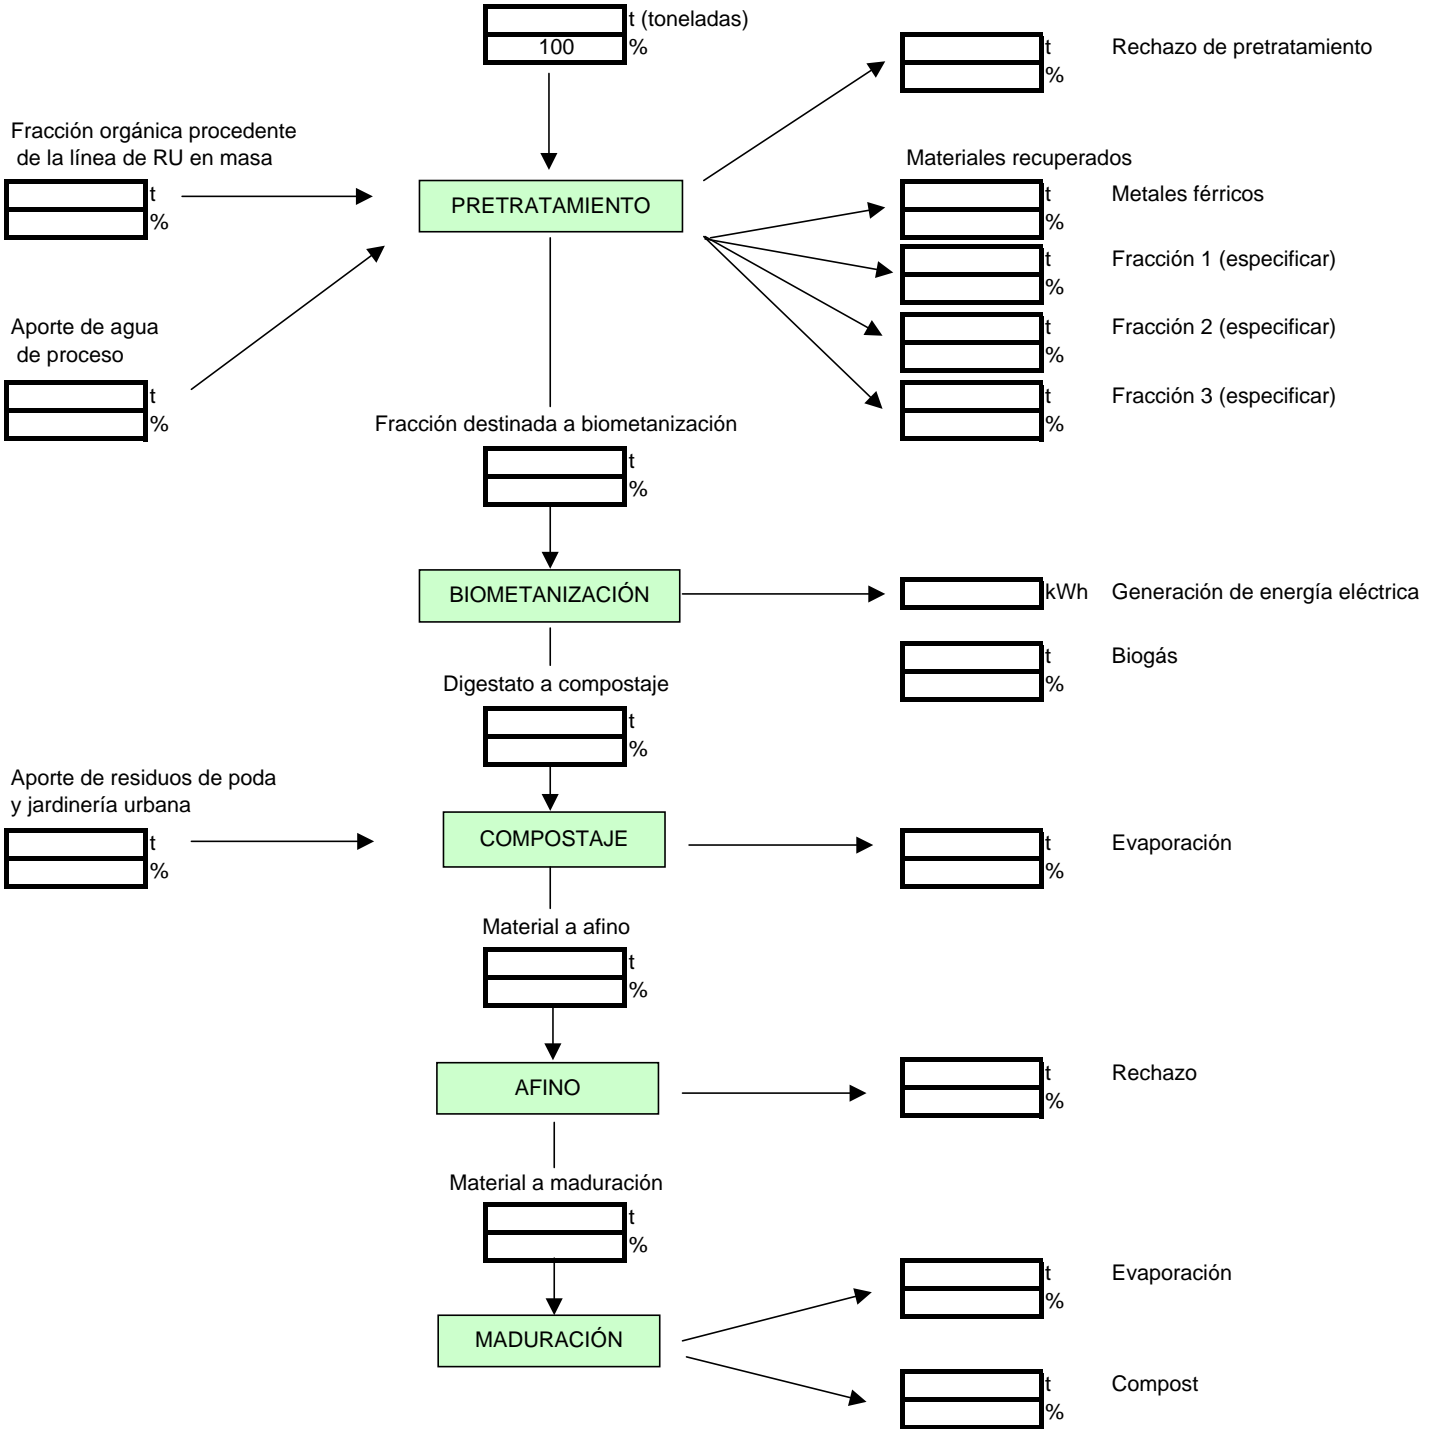 t (toneladas)
100 %
t Rechazo de pretratamiento
%
Fracción orgánica procedente
de la línea de RU en masa
t
%
Materiales recuperados
PRETRATAMIENTO
t Metales férricos
%
t Fracción 1 (especificar)
%
Aporte de agua
de proceso
t
%
t Fracción 2 (especificar)
%
t Fracción 3 (especificar)
%
Fracción destinada a biometanización
t
%
BIOMETANIZACIÓN
kWh Generación de energía eléctrica
t Biogás
%
Digestato a compostaje
t
%
Aporte de residuos de poda
y jardinería urbana
t
%
COMPOSTAJE
t Evaporación
%
Material a afino
t
%
AFINO
t Rechazo
%
Material a maduración
t
%
MADURACIÓN
t Evaporación
%
t Compost
%